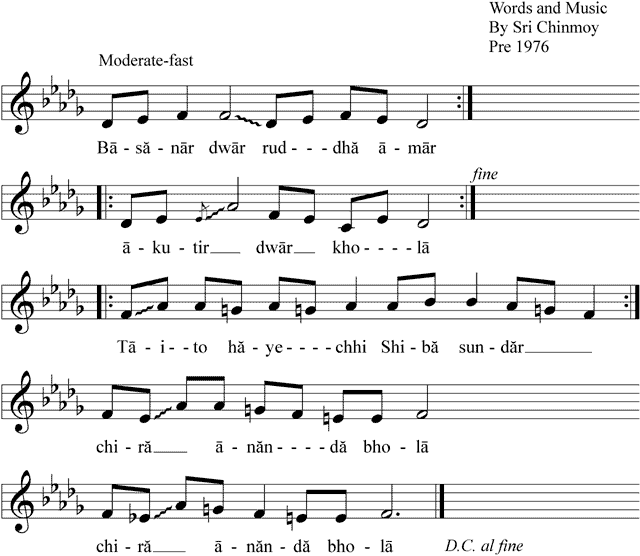 Words and Music
By Sri Chinmoy
Pre 1976
Moderate-fast
Bā - să - nār dwār rud - - - dhă ā - mār
fine
ā - ku - tir dwār kho - - - - lā
Tā - i - - to hă - ye - - - - chhi Shi - bă sun - dăr
chi - ră ā - năn - - - - dă bho - lā
chi - ră ā - năn - dă bho - lā
D.C. al fine